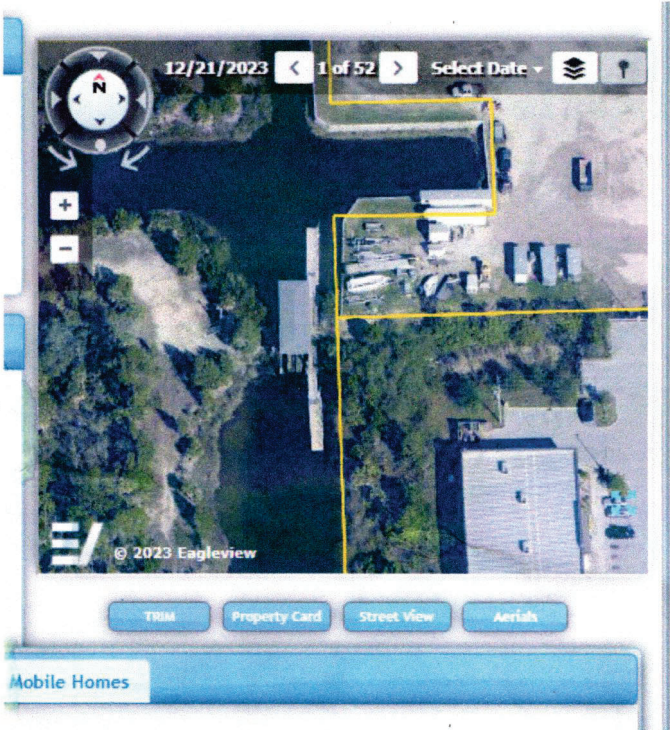 N
12/21/2023 < 1 of 52 > Select Date
+
−
© 2023 Eagleview
TRIM Property Card Street View Aerials
Mobile Homes